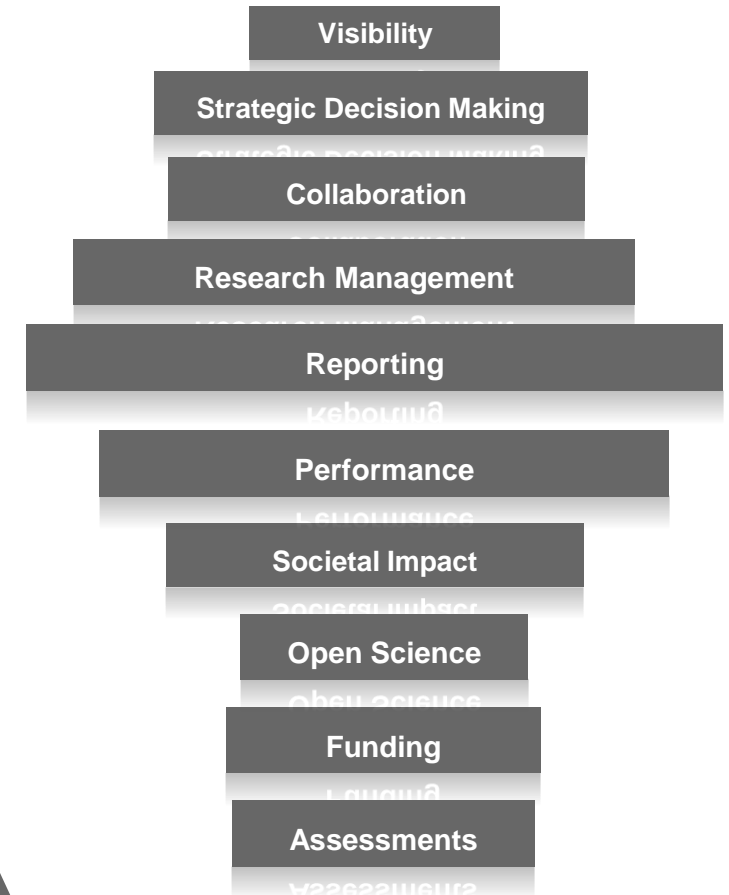 Visibility
Strategic Decision Making
Collaboration
Research Management
Reporting
Performance
Societal Impact
Open Science
Funding
Assessments